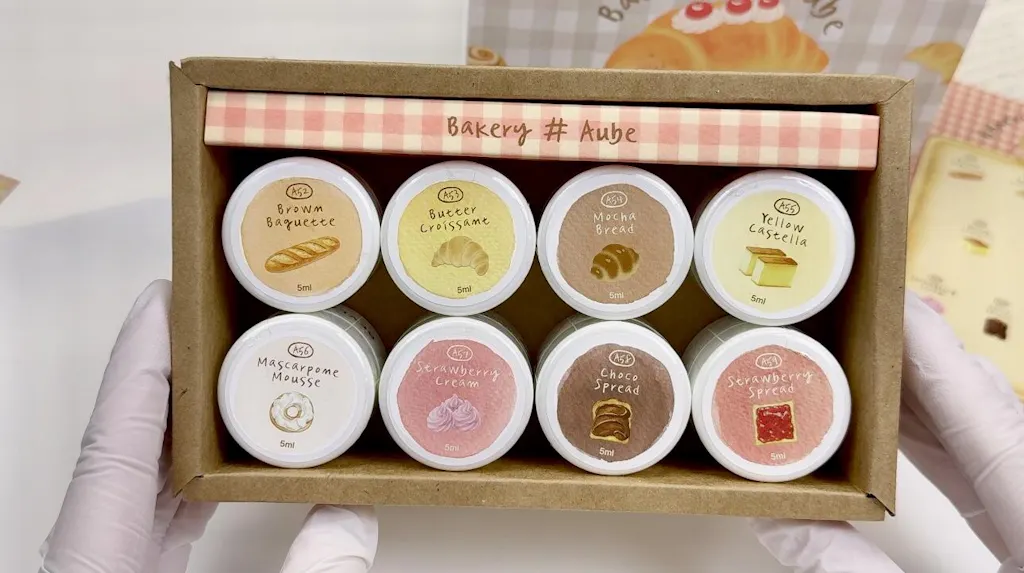 Bakery # Aube
A52
Brown
Baguette
5ml
A53
Butter
Croissant
5ml
A54
Mocha
Bread
5ml
A55
Yellow
Castella
5ml
A56
Mascarpome
Mousse
5ml
A57
Strawberry
Cream
5ml
A58
Choco
Spread
5ml
A59
Strawberry
Spread
5ml